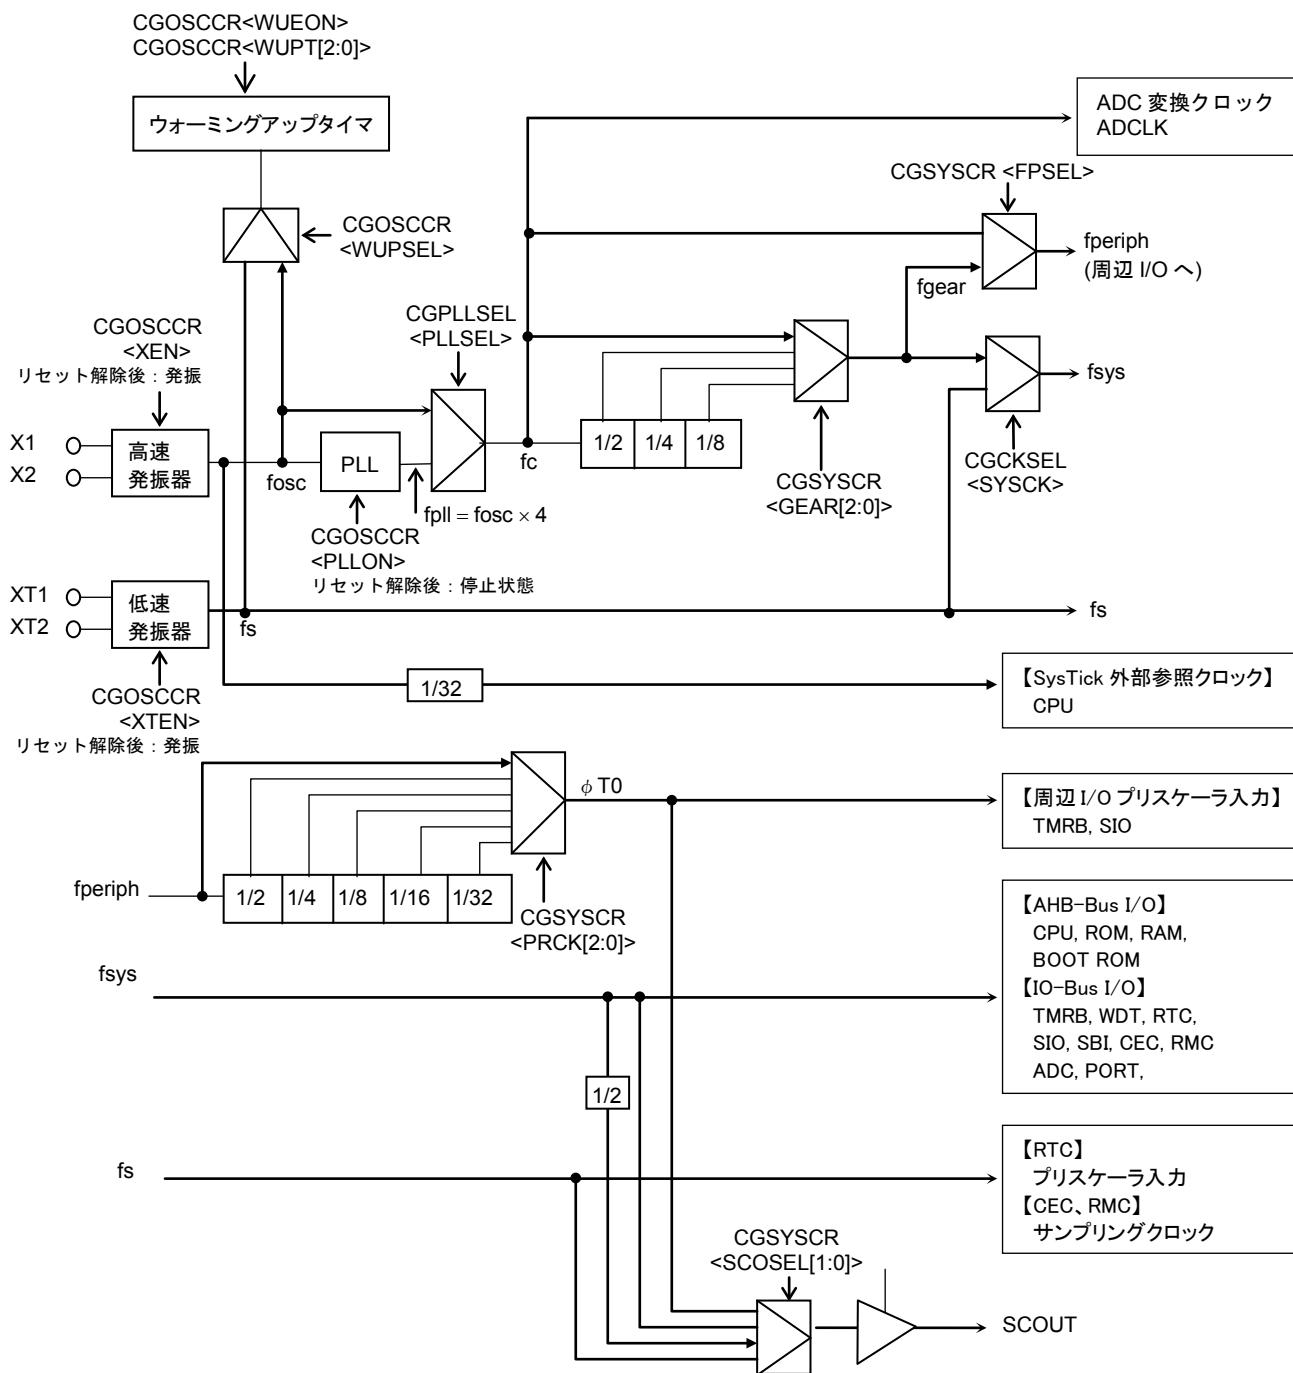 CGOSCCR<WUEON>
CGOSCCR<WUPT[2:0]>
ウォーミングアップタイマ
ADC 変換クロック
ADCLK
CGSYSCR <FPSEL>
CGOSCCR
<WUPSEL>
fperiph
(周辺 I/O へ)
fgear
CGOSCCR
<XEN>
リセット解除後：発振
CGPLLSEL
<PLLSEL>
fsys
X1
X2
高速
発振器
fosc
PLL
fc
1/2
1/4
1/8
CGCKSEL
<SYSCK>
CGSYSCR
<GEAR[2:0]>
fpll = fosc × 4
CGOSCCR
<PLLON>
リセット解除後：停止状態
XT1
XT2
低速
発振器
fs
fs
CGOSCCR
<XTEN>
リセット解除後：発振
1/32
【SysTick 外部参照クロック】
CPU
φT0
【周辺 I/O プリスケーラ入力】
TMRB, SIO
fperiph
1/2
1/4
1/8
1/16
1/32
CGSYSCR
<PRCK[2:0]>
【AHB-Bus I/O】
CPU, ROM, RAM,
BOOT ROM
【IO-Bus I/O】
TMRB, WDT, RTC,
SIO, SBI, CEC, RMC
ADC, PORT,
fsys
1/2
fs
【RTC】
プリスケーラ入力
【CEC、RMC】
サンプリングクロック
CGSYSCR
<SCOSEL[1:0]>
SCOUT